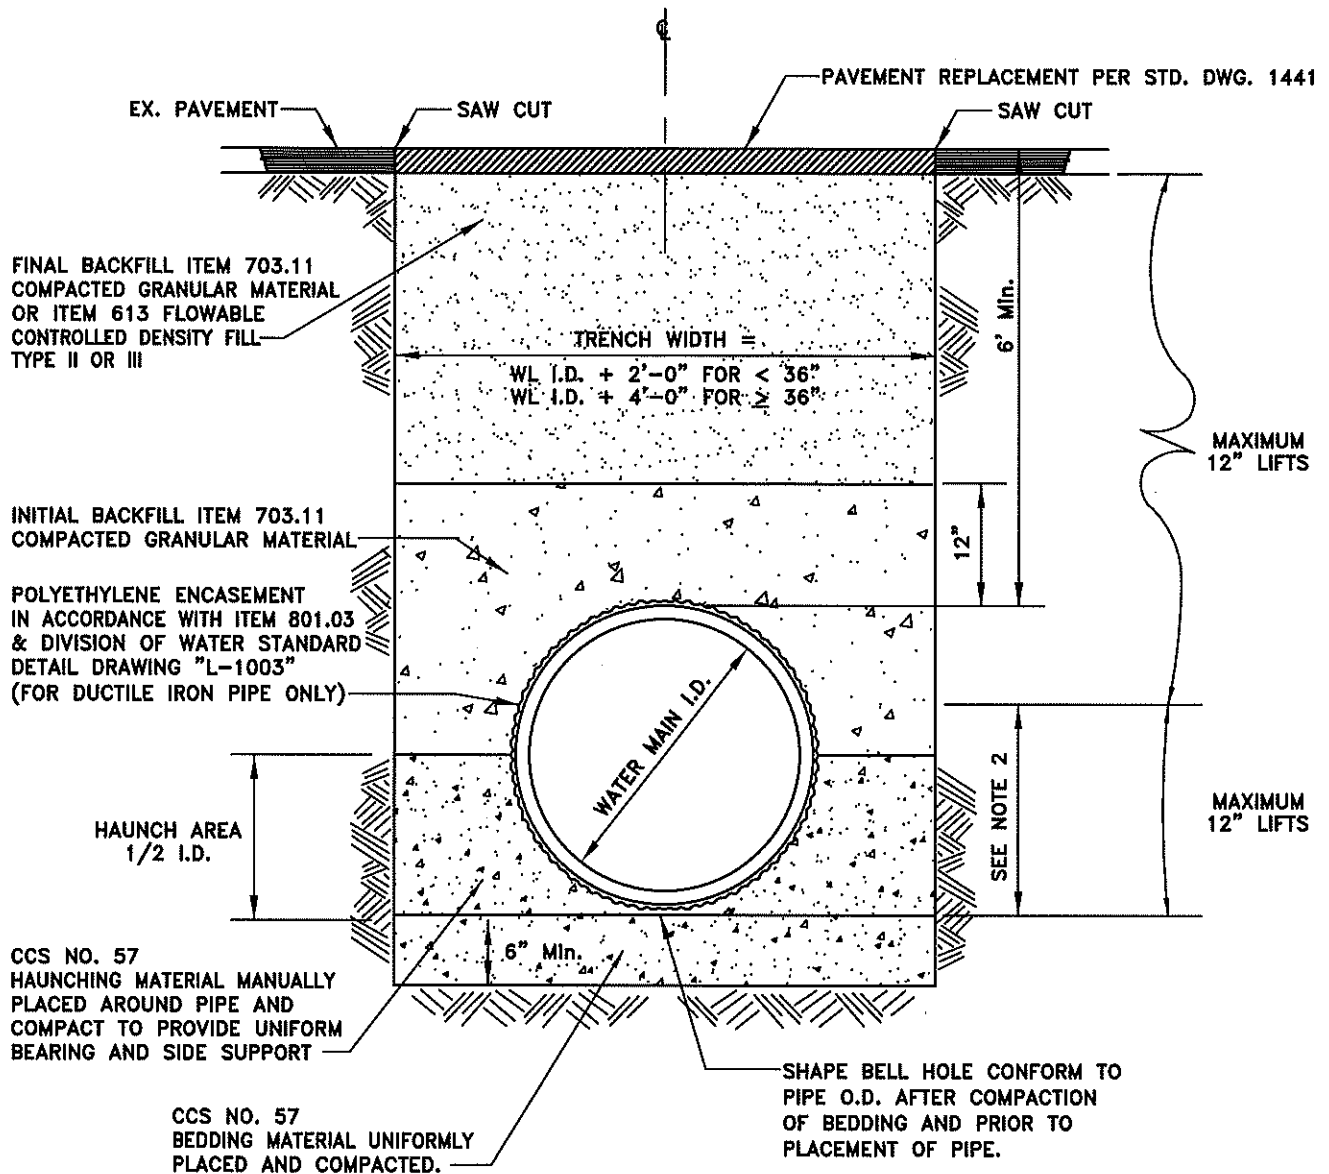 ℄
PAVEMENT REPLACEMENT PER STD. DWG. 1441
EX. PAVEMENT
SAW CUT
SAW CUT
FINAL BACKFILL ITEM 703.11
COMPACTED GRANULAR MATERIAL
OR ITEM 613 FLOWABLE
CONTROLLED DENSITY FILL
TYPE II OR III
6' Min.
TRENCH WIDTH =
WL I.D. + 2'-0" FOR < 36"
WL I.D. + 4'-0" FOR ≥ 36"
MAXIMUM
12" LIFTS
INITIAL BACKFILL ITEM 703.11
COMPACTED GRANULAR MATERIAL
12"
POLYETHYLENE ENCASEMENT
IN ACCORDANCE WITH ITEM 801.03
& DIVISION OF WATER STANDARD
DETAIL DRAWING "L-1003"
(FOR DUCTILE IRON PIPE ONLY)
WATER MAIN I.D.
SEE NOTE 2
HAUNCH AREA
1/2 I.D.
MAXIMUM
12" LIFTS
6" Min.
CCS NO. 57
HAUNCHING MATERIAL MANUALLY
PLACED AROUND PIPE AND
COMPACT TO PROVIDE UNIFORM
BEARING AND SIDE SUPPORT
SHAPE BELL HOLE CONFORM TO
PIPE O.D. AFTER COMPACTION
OF BEDDING AND PRIOR TO
PLACEMENT OF PIPE.
CCS NO. 57
BEDDING MATERIAL UNIFORMLY
PLACED AND COMPACTED.